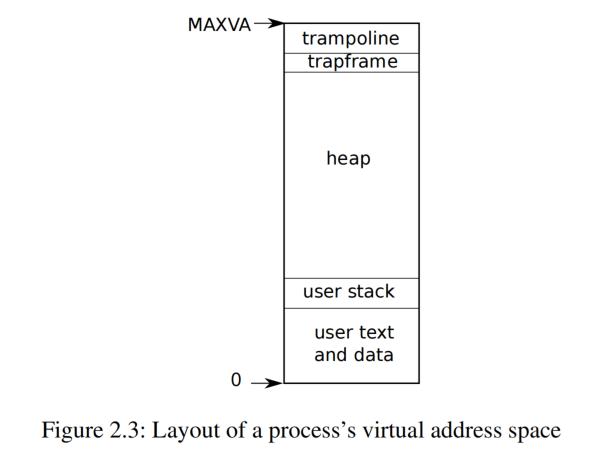 MAXVA
trampoline
trapframe
heap
user stack
user text
and data
0
Figure 2.3: Layout of a process’s virtual address space